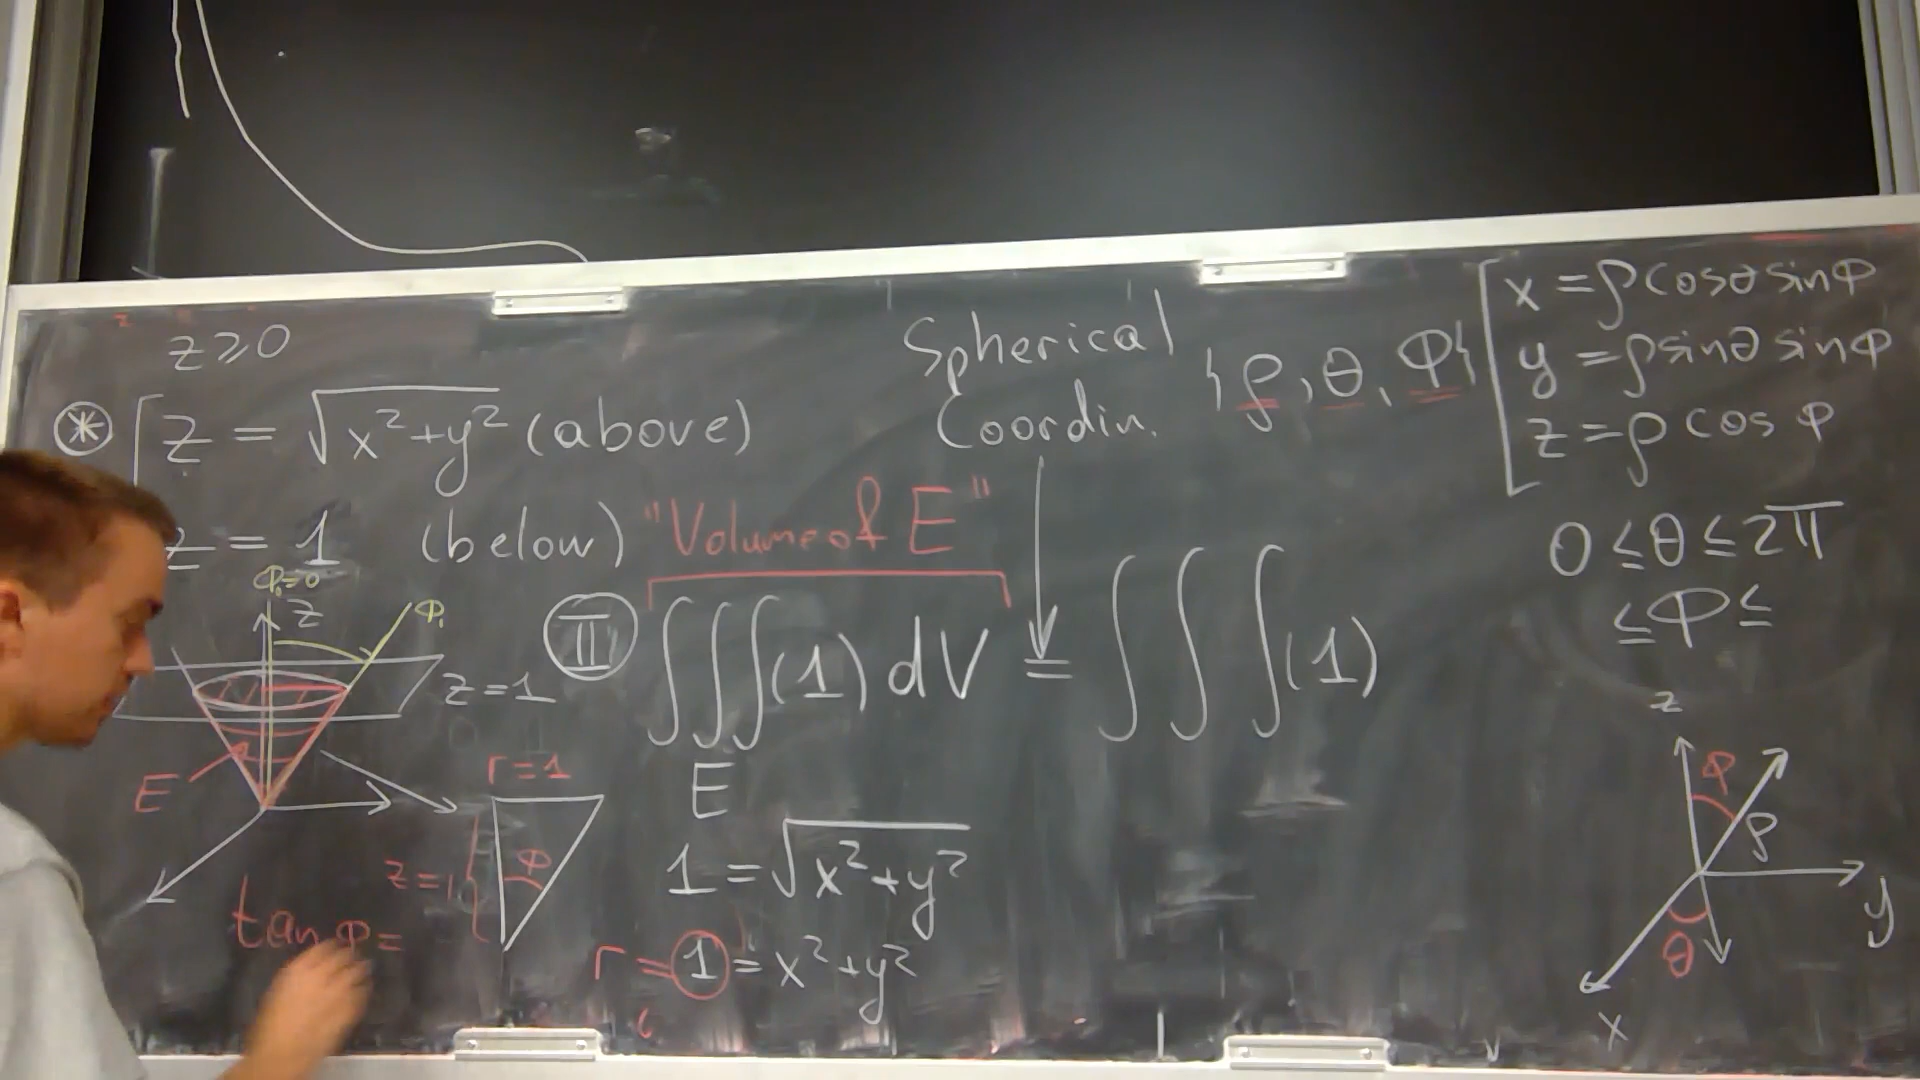 z ⩾ 0
⊛ [ z = √(x²+y²) (above)
z = 1 (below)
"Volume of E"
II ∭(1) dV = ∫∫∫(1)
E
Spherical
Coordin.
{ρ, θ, φ}
x = ρ cosθ sinφ
y = ρ sinθ sinφ
z = ρ cos φ
0 ≤ θ ≤ 2π
≤ φ ≤
φ=0
z
φ
z=1
E
r=1
z=1
φ
tan φ =
1 = √(x²+y²)
r = 1 = x²+y²
z
φ
ρ
y
θ
x